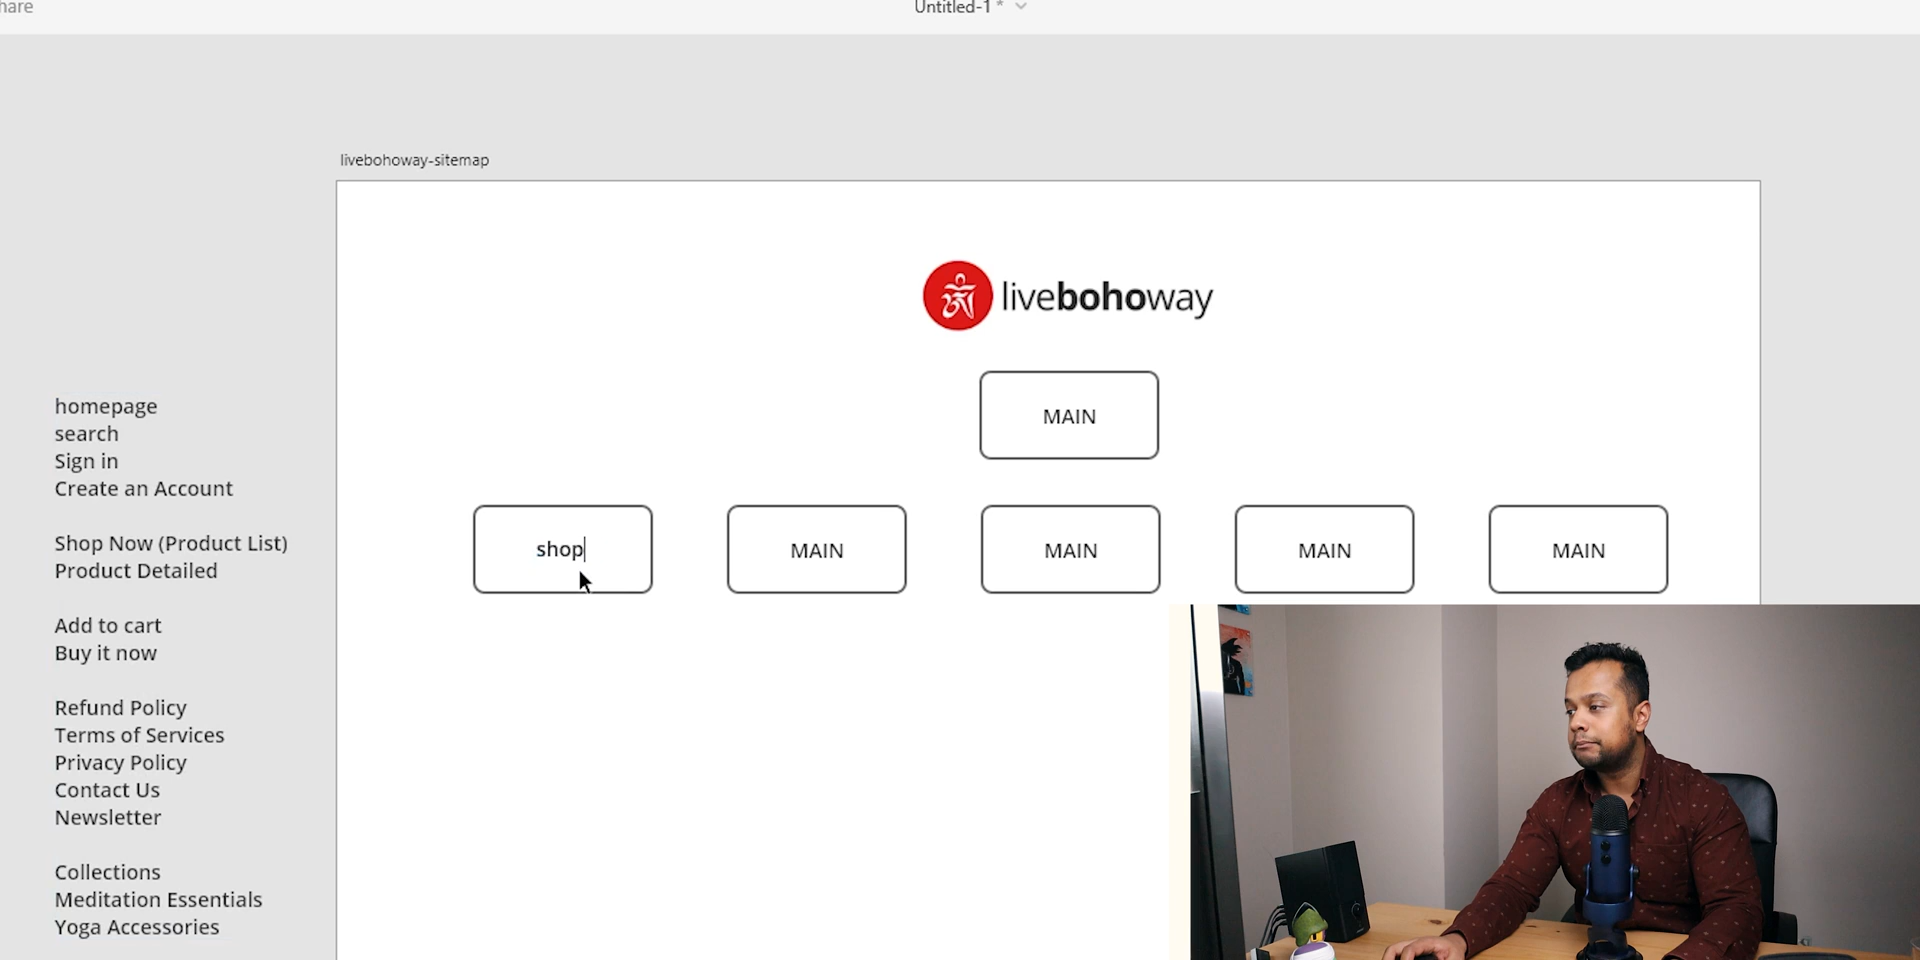 hare
Untitled-1 *
livebohoway-sitemap
livebohoway
MAIN
shop
MAIN
MAIN
MAIN
MAIN
homepage
search
Sign in
Create an Account
Shop Now (Product List)
Product Detailed
Add to cart
Buy it now
Refund Policy
Terms of Services
Privacy Policy
Contact Us
Newsletter
Collections
Meditation Essentials
Yoga Accessories